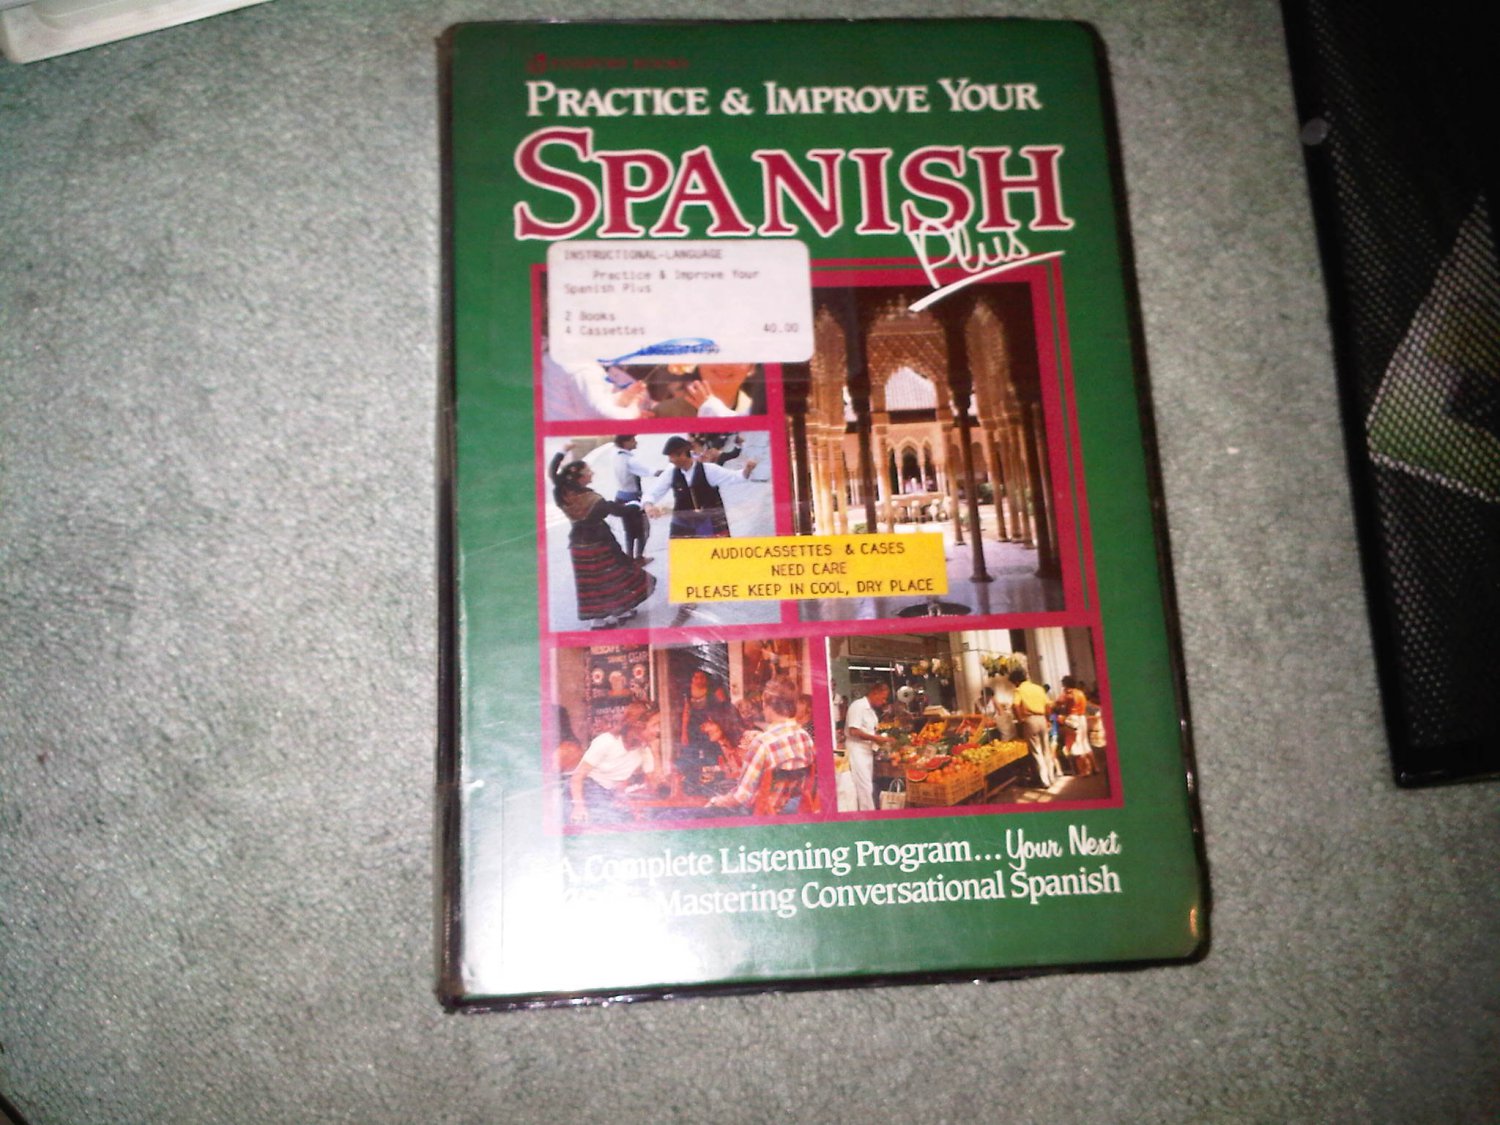 PRACTICE & IMPROVE YOUR
SPANISH
Plus
INSTRUCTIONAL-LANGUAGE
Practice & Improve Your
Spanish Plus
2 Books
4 Cassettes 40.00
AUDIOCASSETTES & CASES
NEED CARE
PLEASE KEEP IN COOL, DRY PLACE
A Complete Listening Program... Your Next
Mastering Conversational Spanish